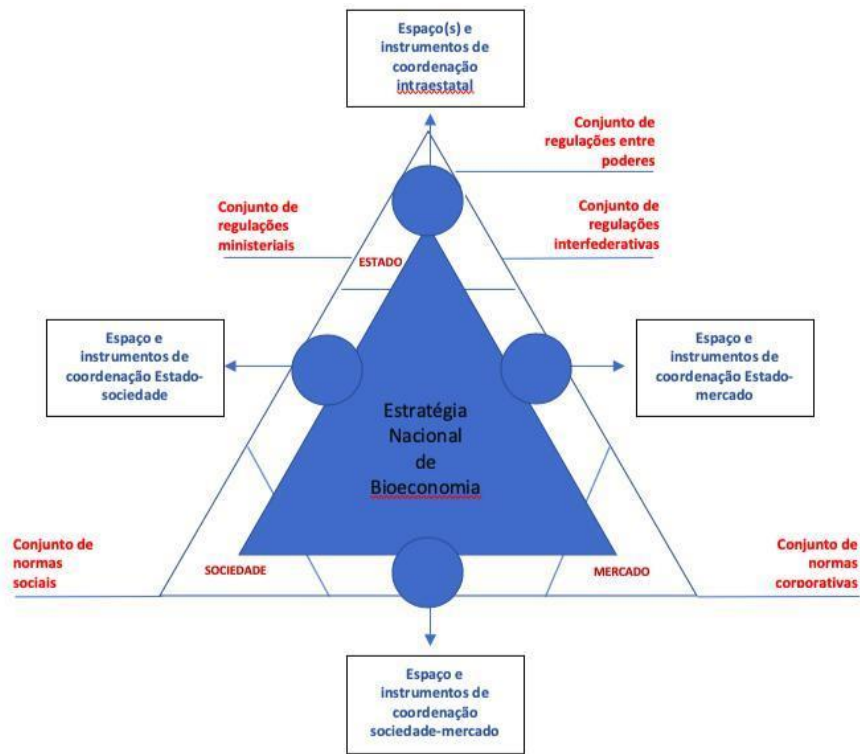 Espaço(s) e
instrumentos de
coordenação
intraestatal
Conjunto de
regulações entre
poderes
Conjunto de
regulações
ministeriais
Conjunto de
regulações
interfederativas
ESTADO
Espaço e
instrumentos de
coordenação Estado-
sociedade
Espaço e
instrumentos de
coordenação Estado-
mercado
Estratégia
Nacional
de
Bioeconomia
Conjunto de
normas
sociais
SOCIEDADE
MERCADO
Conjunto de
normas
corporativas
Espaço e
instrumentos de
coordenação
sociedade-mercado